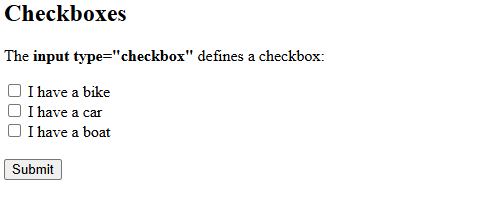 Checkboxes
The input type="checkbox" defines a checkbox:
I have a bike
I have a car
I have a boat
Submit